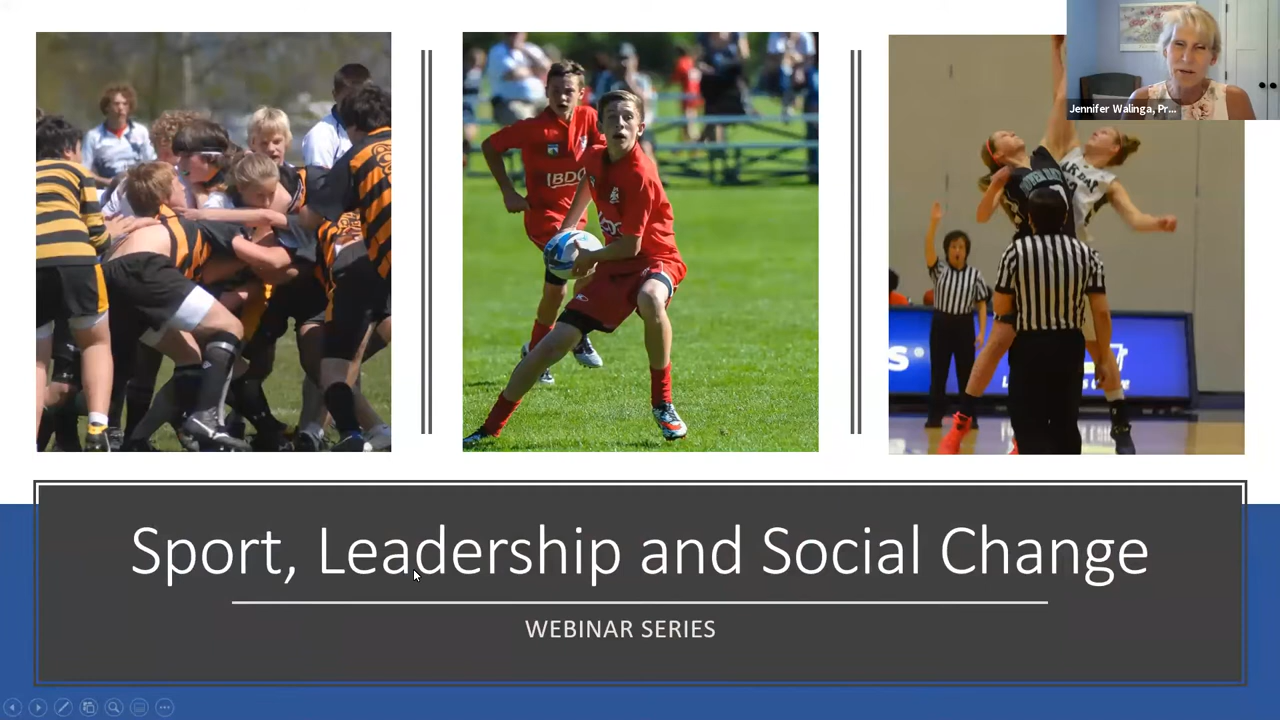 Jennifer Walinga, Pr...
BDO
Sport, Leadership and Social Change
WEBINAR SERIES